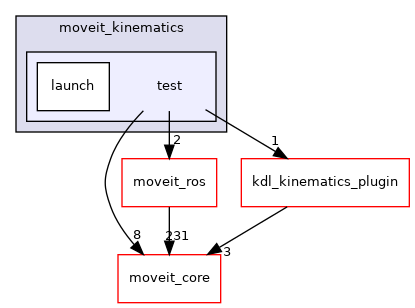 moveit_kinematics
launch
test
2
1
moveit_ros
kdl_kinematics_plugin
8
231
3
moveit_core